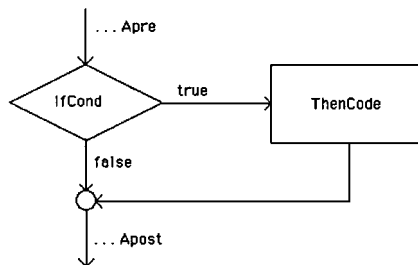 ... Apre
IfCond
true
ThenCode
false
... Apost